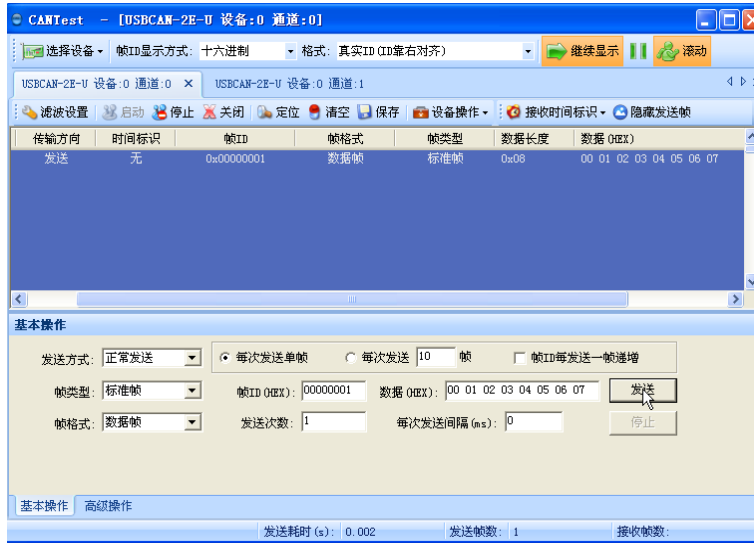 CANTest - [USBCAN-2E-U 设备:0 通道:0]
选择设备 帧ID显示方式: 十六进制 格式: 真实ID(ID靠右对齐) 继续显示 滚动
USBCAN-2E-U 设备:0 通道:0 × USBCAN-2E-U 设备:0 通道:1
滤波设置 启动 停止 关闭 定位 清空 保存 设备操作 接收时间标识 隐藏发送帧
传输方向 时间标识 帧ID 帧格式 帧类型 数据长度 数据(HEX)
发送 无 0x00000001 数据帧 标准帧 0x08 00 01 02 03 04 05 06 07
基本操作
发送方式: 正常发送 每次发送单帧 每次发送 10 帧 帧ID每发送一帧递增
帧类型: 标准帧 帧ID(HEX): 00000001 数据(HEX): 00 01 02 03 04 05 06 07 发送
帧格式: 数据帧 发送次数: 1 每次发送间隔(ms): 0 停止
基本操作 高级操作
发送耗时(s): 0.002 发送帧数: 1 接收帧数: